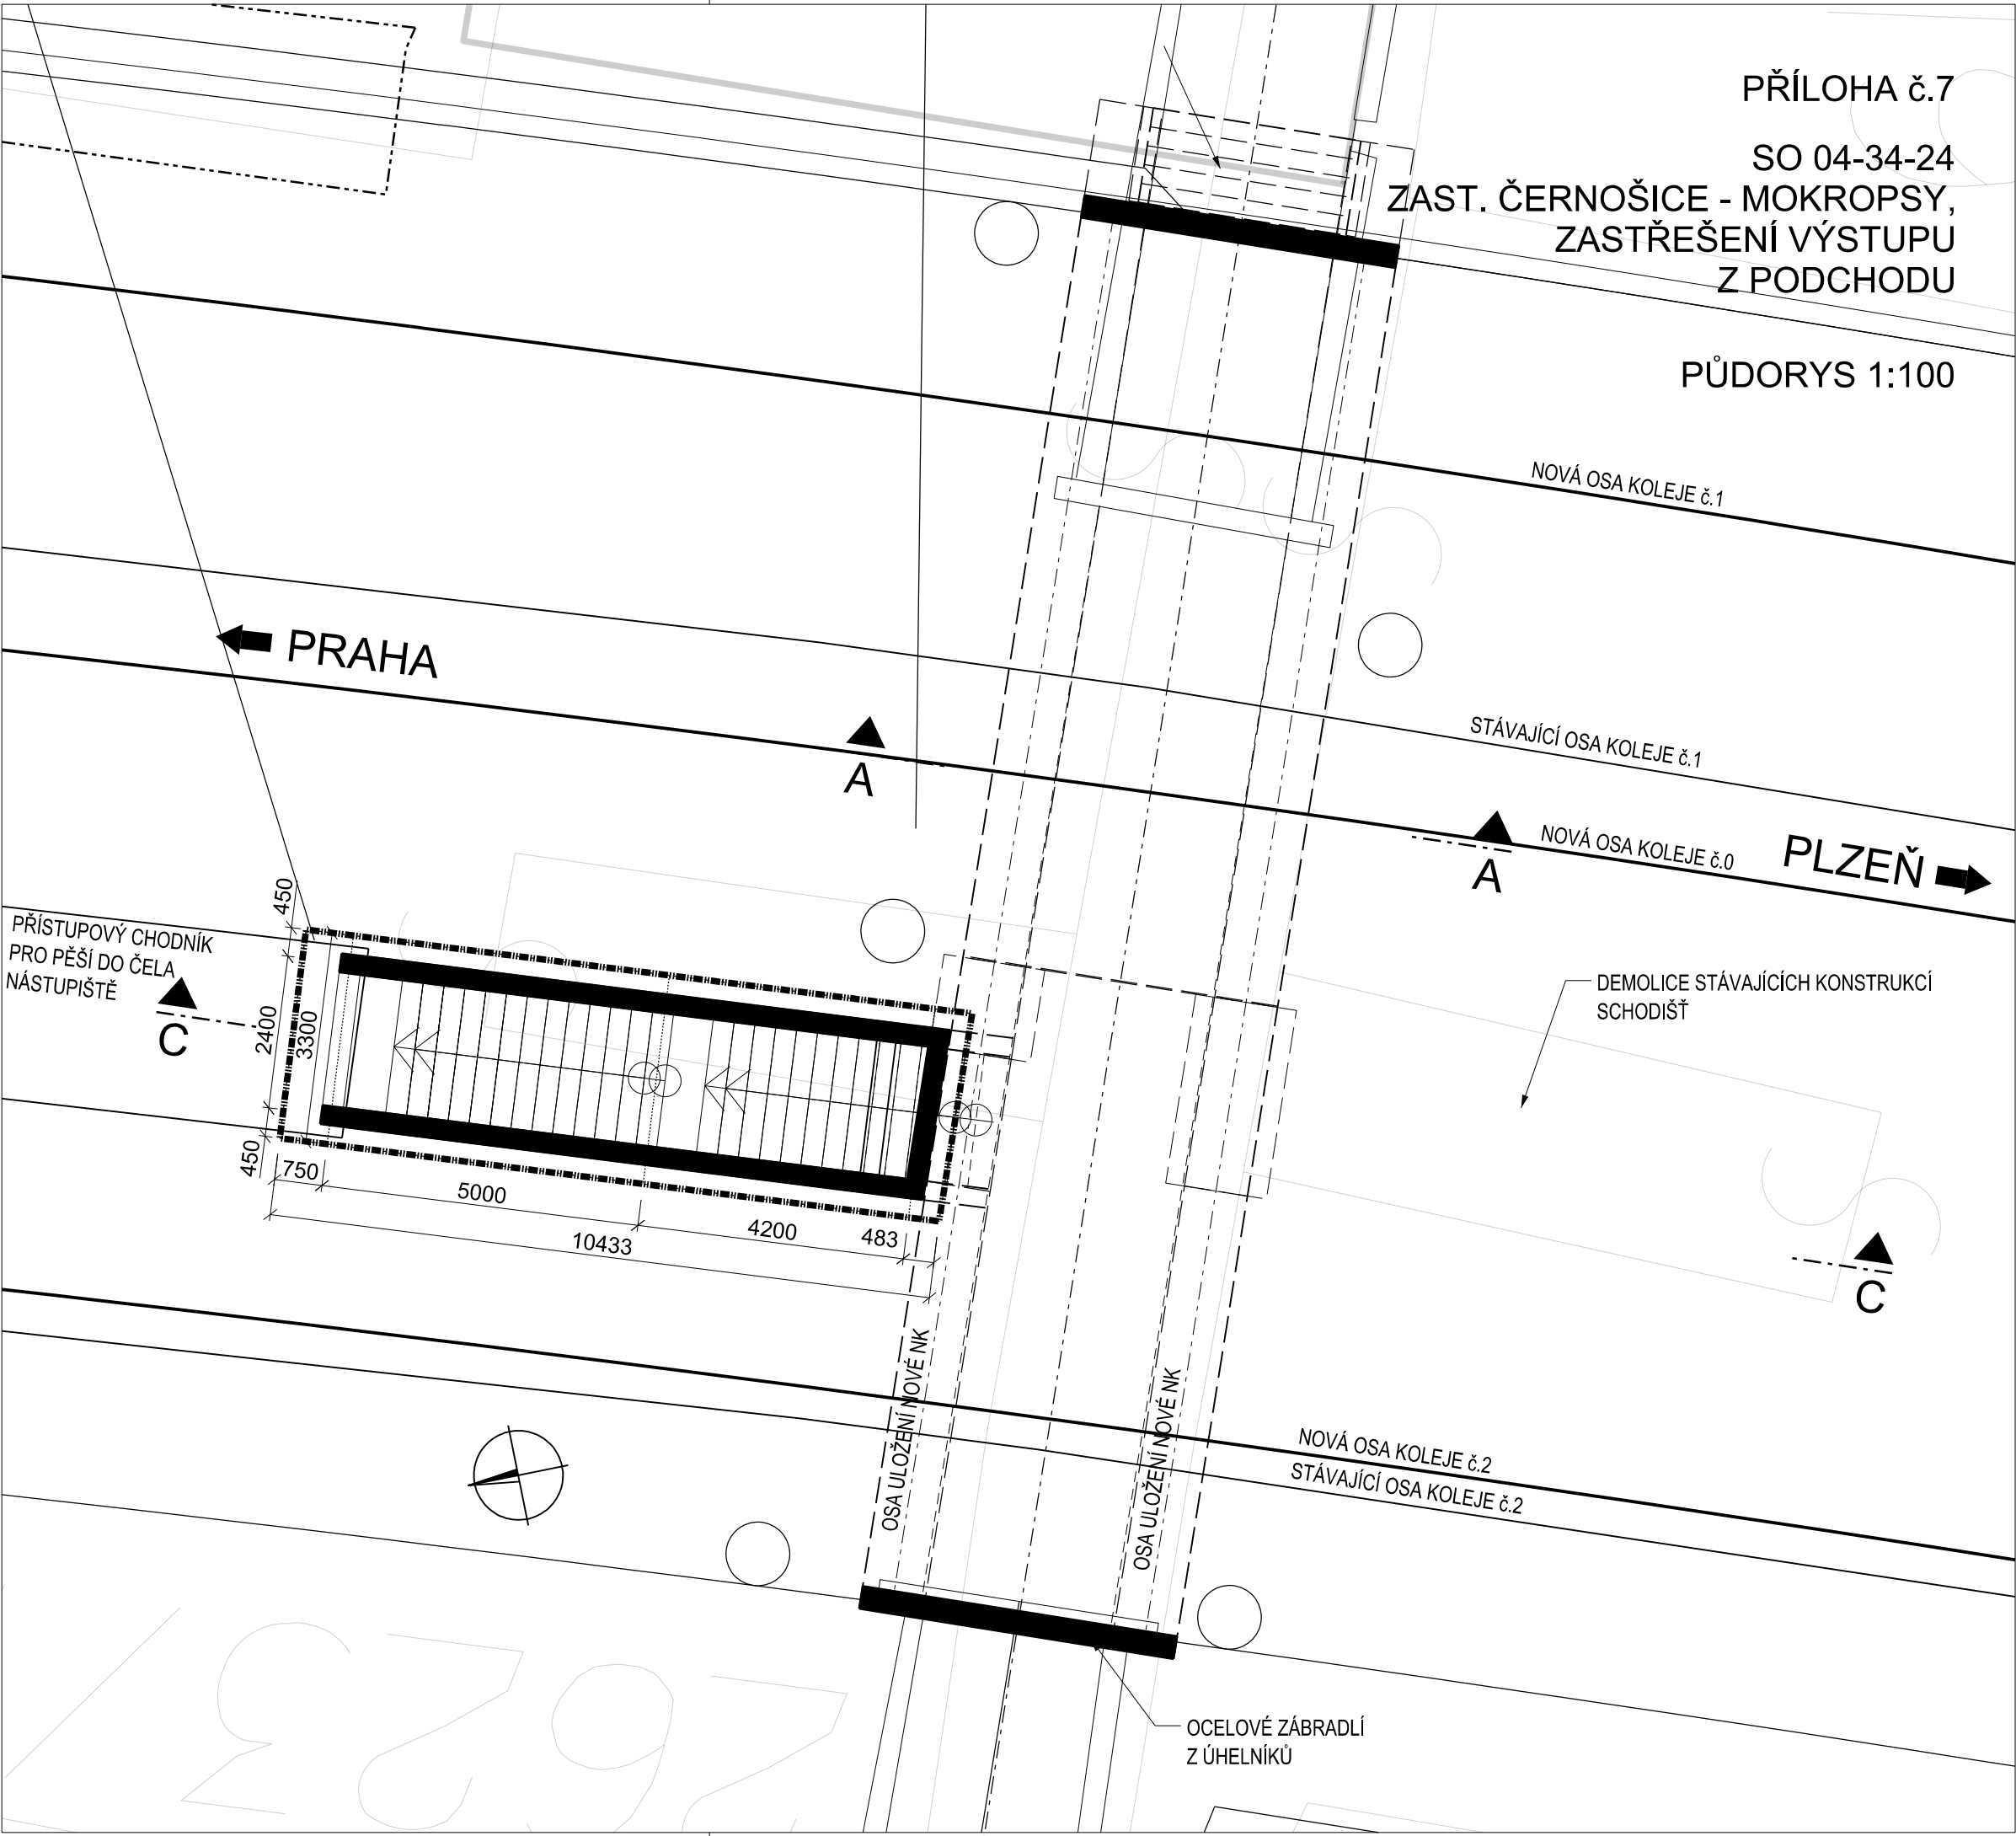 PŘÍLOHA č.7
SO 04-34-24
ZAST. ČERNOŠICE - MOKROPSY,
ZASTŘEŠENÍ VÝSTUPU
Z PODCHODU
PŮDORYS 1:100
NOVÁ OSA KOLEJE č.1
PRAHA
STÁVAJÍCÍ OSA KOLEJE č.1
A
NOVÁ OSA KOLEJE č.0
PLZEŇ
A
450
PŘÍSTUPOVÝ CHODNÍK
PRO PĚŠÍ DO ČELA
NÁSTUPIŠTĚ
C
2400
3300
DEMOLICE STÁVAJÍCÍCH KONSTRUKCÍ
SCHODIŠŤ
450
750
5000
4200
483
10433
C
OSA ULOŽENÍ NOVÉ NK
OSA ULOŽENÍ NOVÉ NK
NOVÁ OSA KOLEJE č.2
STÁVAJÍCÍ OSA KOLEJE č.2
OCELOVÉ ZÁBRADLÍ
Z ÚHELNÍKŮ